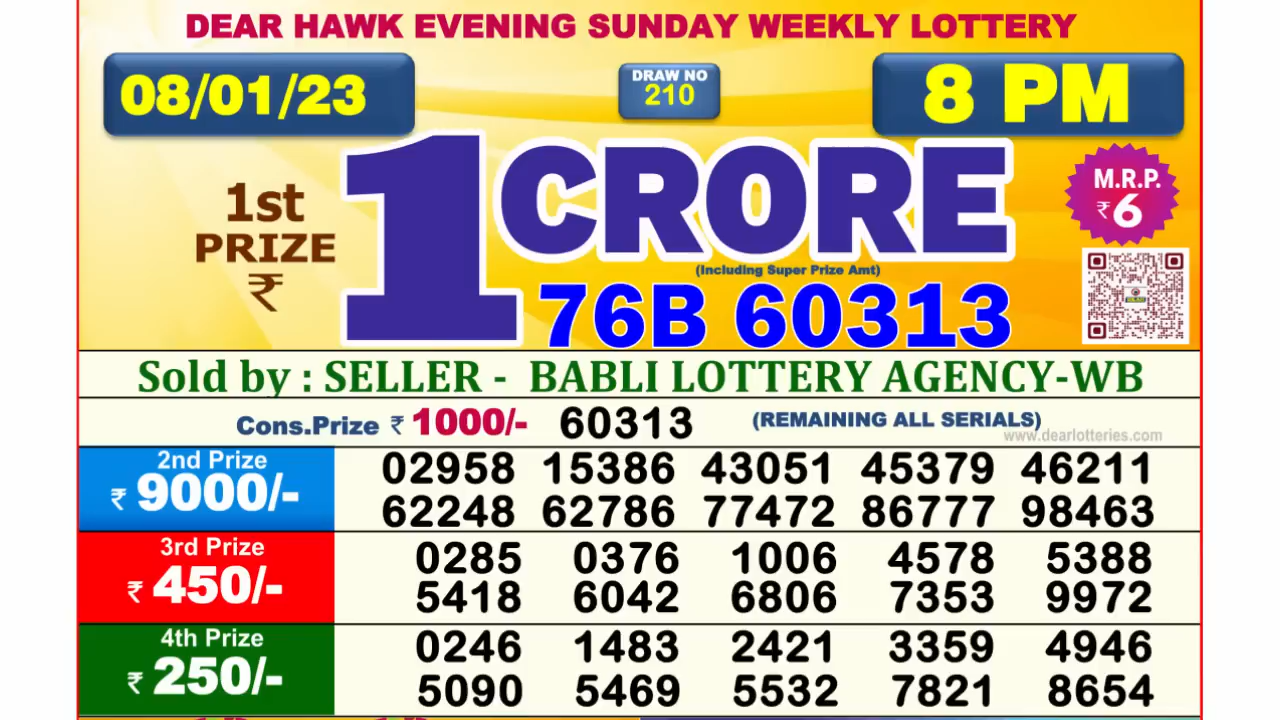 DEAR HAWK EVENING SUNDAY WEEKLY LOTTERY
08/01/23
DRAW NO
210
8 PM
1st
PRIZE
₹
1 CRORE
(Including Super Prize Amt)
76B 60313
M.R.P.
₹ 6
Sold by : SELLER - BABLI LOTTERY AGENCY-WB
Cons.Prize ₹ 1000/- 60313 (REMAINING ALL SERIALS)
www.dearlotteries.com
2nd Prize
₹ 9000/-
02958 15386 43051 45379 46211
62248 62786 77472 86777 98463
3rd Prize
₹ 450/-
0285 0376 1006 4578 5388
5418 6042 6806 7353 9972
4th Prize
₹ 250/-
0246 1483 2421 3359 4946
5090 5469 5532 7821 8654